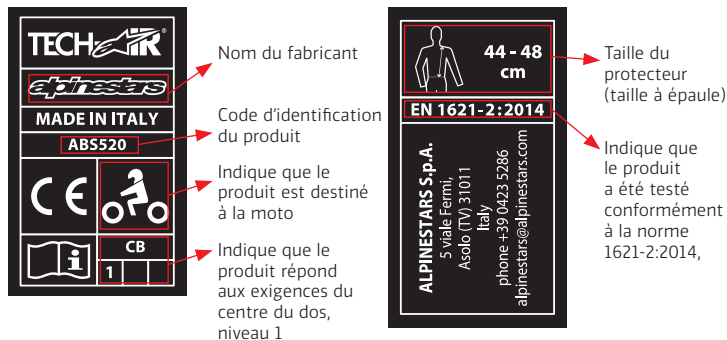 TECH-AIR®
alpinestars
MADE IN ITALY
ABS520
CE
i
CB
1
Nom du fabricant
Code d'identification
du produit
Indique que le
produit est destiné
à la moto
Indique que le
produit répond
aux exigences du
centre du dos,
niveau 1
44 - 48
cm
EN 1621-2:2014
ALPINESTARS S.p.A.
5 viale Fermi,
Asolo (TV) 31011
Italy
phone +39 0423 5286
alpinestars@alpinestars.com
Taille du
protecteur
(taille à épaule)
Indique que
le produit
a été testé
conformément
à la norme
1621-2:2014,